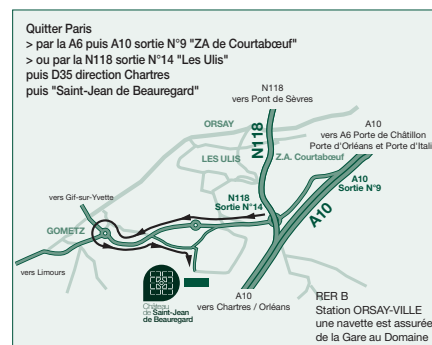 Quitter Paris
> par la A6 puis A10 sortie N°9 "ZA de Courtabœuf"
> ou par la N118 sortie N°14 "Les Ulis"
puis D35 direction Chartres
puis "Saint-Jean de Beauregard"
N118
vers Pont de Sèvres
A10
vers A6 Porte de Châtillon
Porte d'Orléans et Porte d'Itali
ORSAY
N118
LES ULIS
Z.A. Courtabœuf
A10
Sortie N°9
vers Gif-sur-Yvette
N118
Sortie N°14
A10
GOMETZ
vers Limours
Château
de Saint-Jean
de Beauregard
A10
vers Chartres / Orléans
RER B
Station ORSAY-VILLE
une navette est assurée
de la Gare au Domaine